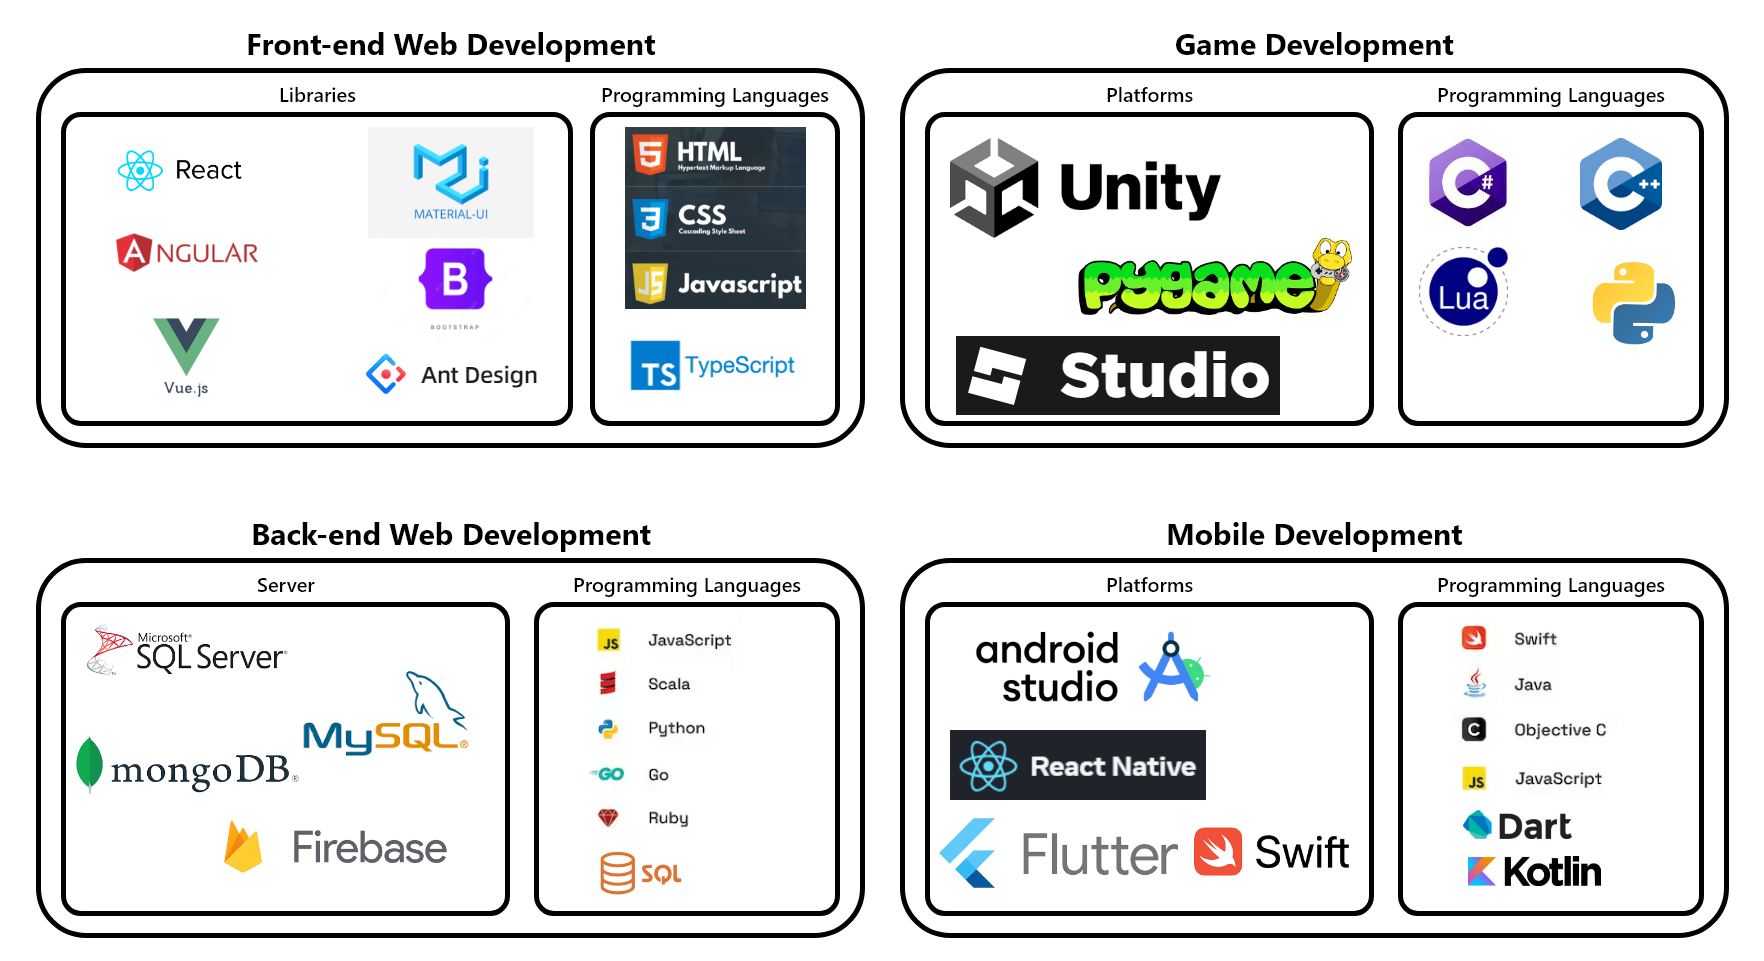 Front-end Web Development
Libraries
React
MATERIAL-UI
ANGULAR
B
BOOTSTRAP
Vue.js
Ant Design
Programming Languages
5 HTML
Hypertext Markup Language
3 CSS
Cascading Style Sheet
JS Javascript
TS TypeScript
Game Development
Platforms
Unity
pygame
Studio
Programming Languages
C#
C++
Lua
Back-end Web Development
Server
Microsoft®
SQL Server®
MySQL®
mongoDB®
Firebase
Programming Languages
JS JavaScript
Scala
Python
GO Go
Ruby
SQL
Mobile Development
Platforms
android
studio
React Native
Flutter
Swift
Programming Languages
Swift
Java Java
C Objective C
JS JavaScript
Dart
Kotlin